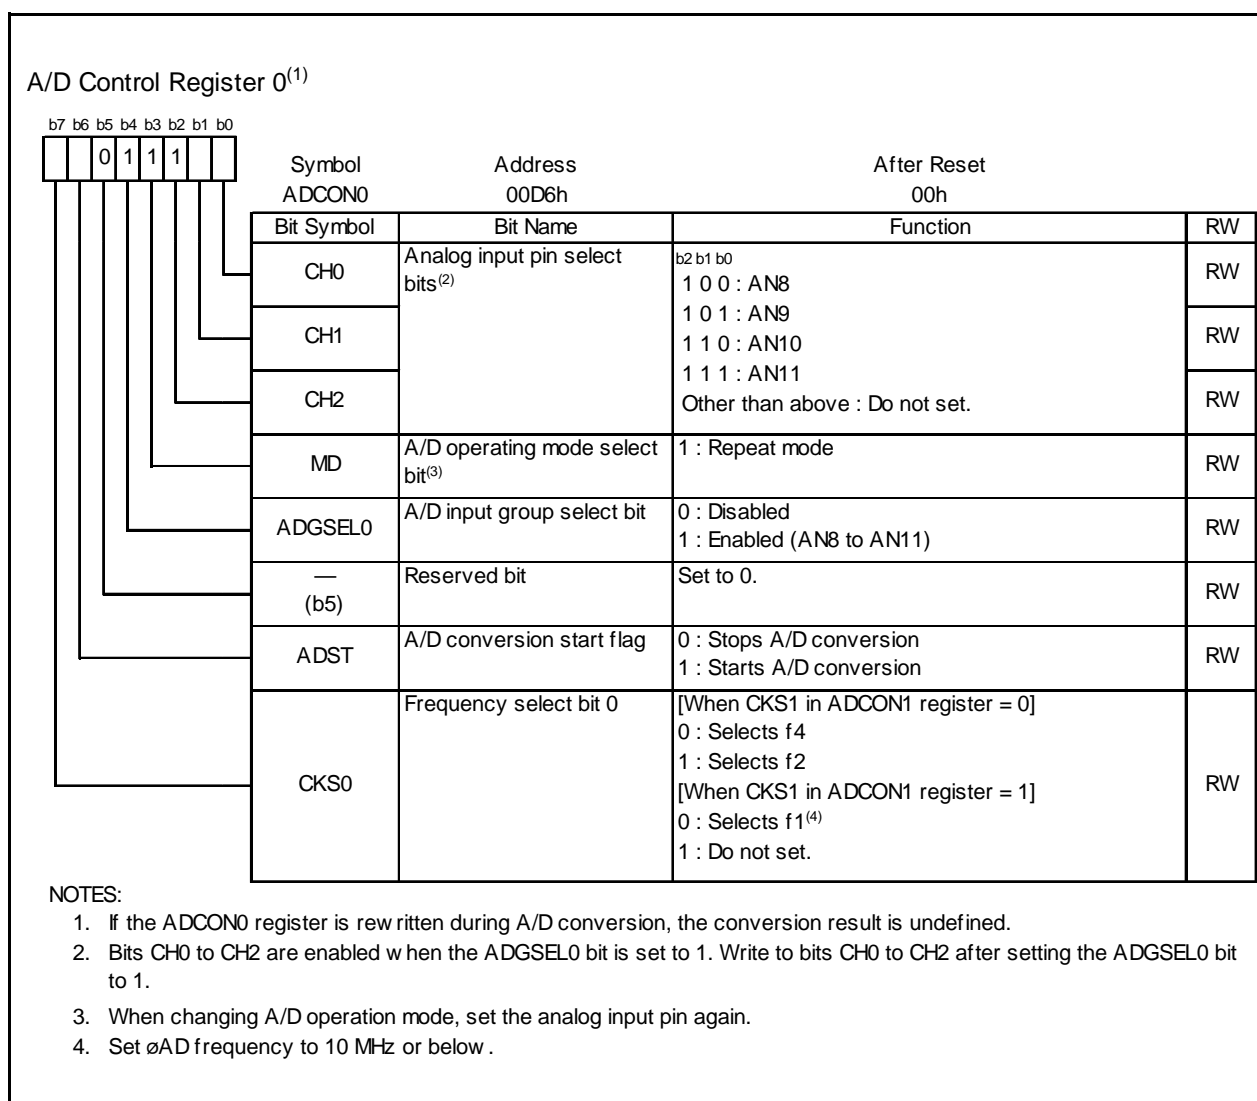 A/D Control Register 0(1)
b7 b6 b5 b4 b3 b2 b1 b0
0 1 1 1
Symbol Address After Reset
ADCON0 00D6h 00h
Bit Symbol Bit Name Function RW
CH0 Analog input pin select bits(2) RW
b2 b1 b0
1 0 0 : AN8
1 0 1 : AN9
CH1 RW
1 1 0 : AN10
1 1 1 : AN11
CH2 RW
Other than above : Do not set.
MD A/D operating mode select bit(3) 1 : Repeat mode RW
ADGSEL0 A/D input group select bit 0 : Disabled RW
1 : Enabled (AN8 to AN11)
— Reserved bit Set to 0. RW
(b5)
ADST A/D conversion start flag 0 : Stops A/D conversion RW
1 : Starts A/D conversion
CKS0 Frequency select bit 0 [When CKS1 in ADCON1 register = 0] RW
0 : Selects f4
1 : Selects f2
[When CKS1 in ADCON1 register = 1]
0 : Selects f1(4)
1 : Do not set.
NOTES:
1. If the ADCON0 register is rewritten during A/D conversion, the conversion result is undefined.
2. Bits CH0 to CH2 are enabled when the ADGSEL0 bit is set to 1. Write to bits CH0 to CH2 after setting the ADGSEL0 bit
to 1.
3. When changing A/D operation mode, set the analog input pin again.
4. Set øAD frequency to 10 MHz or below.